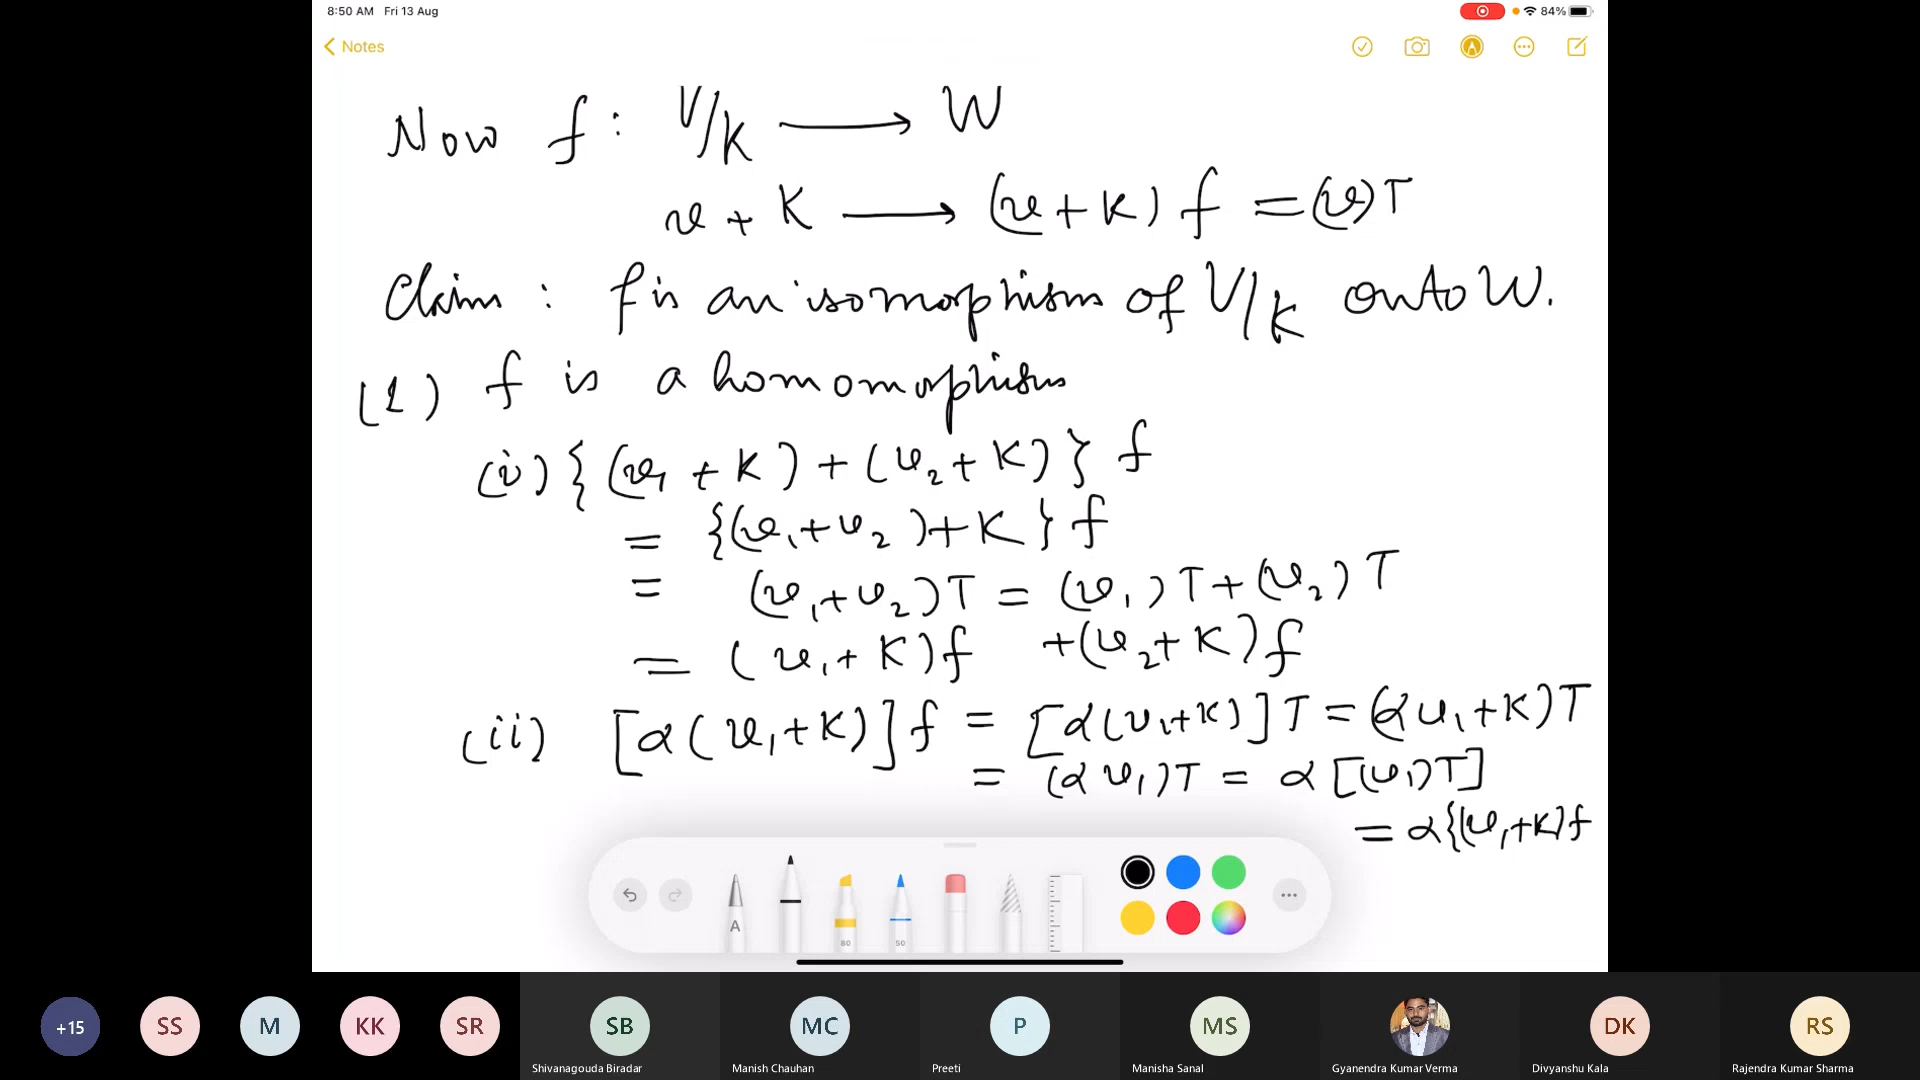 8:50 AM Fri 13 Aug
84%
Notes
Now f : V/K ⟶ W
v + K ⟶ (v + K) f = (v)T
Claim : f is an isomorphism of V/K onto W.
(1) f is a homomorphism
(i) { (v₁ + K) + (v₂ + K) } f
= {(v₁ + v₂) + K } f
= (v₁ + v₂)T = (v₁)T + (v₂)T
= (v₁ + K)f + (v₂ + K)f
(ii) [α(v₁ + K)] f = [α(v₁+K)] T = (αv₁ + K)T
= (αv₁)T = α[(v₁)T]
= α{(v₁+K)f
A
80
50
+15
SS
M
KK
SR
SB
MC
P
MS
DK
RS
Shivanagouda Biradar
Manish Chauhan
Preeti
Manisha Sanal
Gyanendra Kumar Verma
Divyanshu Kala
Rajendra Kumar Sharma